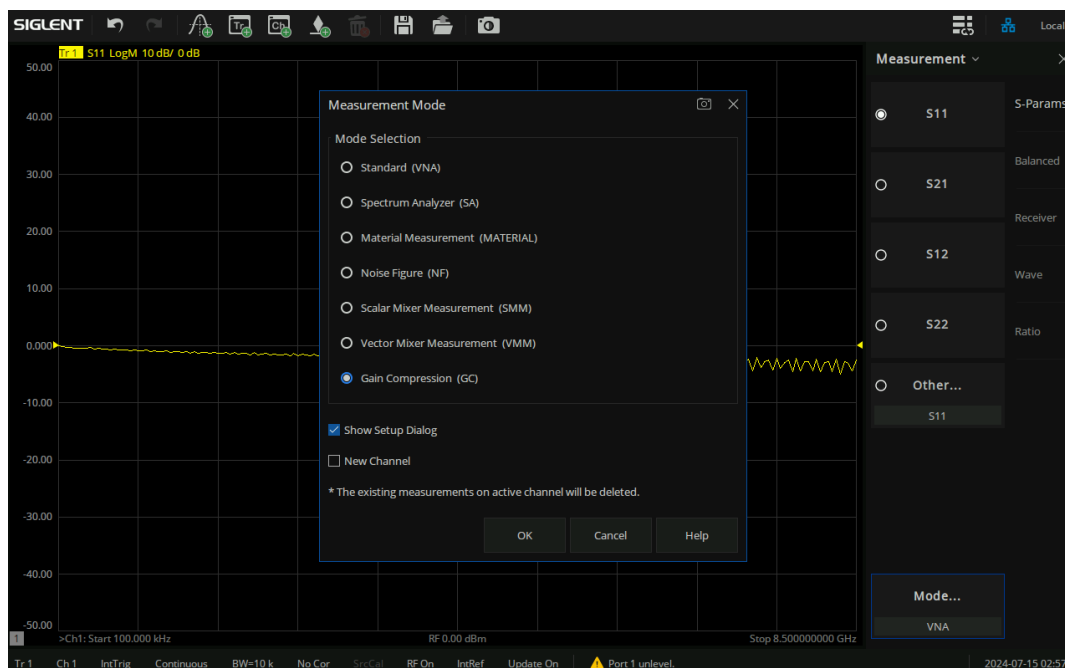 SIGLENT Tr Ch Local
Tr 1 S11 LogM 10 dB/ 0 dB
50.00
40.00
30.00
20.00
10.00
0.000
-10.00
-20.00
-30.00
-40.00
-50.00
1
>Ch1: Start 100.000 kHz RF 0.00 dBm Stop 8.500000000 GHz
Measurement Mode
Mode Selection
Standard (VNA)
Spectrum Analyzer (SA)
Material Measurement (MATERIAL)
Noise Figure (NF)
Scalar Mixer Measurement (SMM)
Vector Mixer Measurement (VMM)
Gain Compression (GC)
Show Setup Dialog
New Channel
* The existing measurements on active channel will be deleted.
OK Cancel Help
Measurement
S11
S21
S12
S22
Other...
S11
Mode...
VNA
S-Params
Balanced
Receiver
Wave
Ratio
Tr 1 Ch 1 IntTrig Continuous BW=10 k No Cor SrcCal RF On IntRef Update On Port 1 unlevel. 2024-07-15 02:57